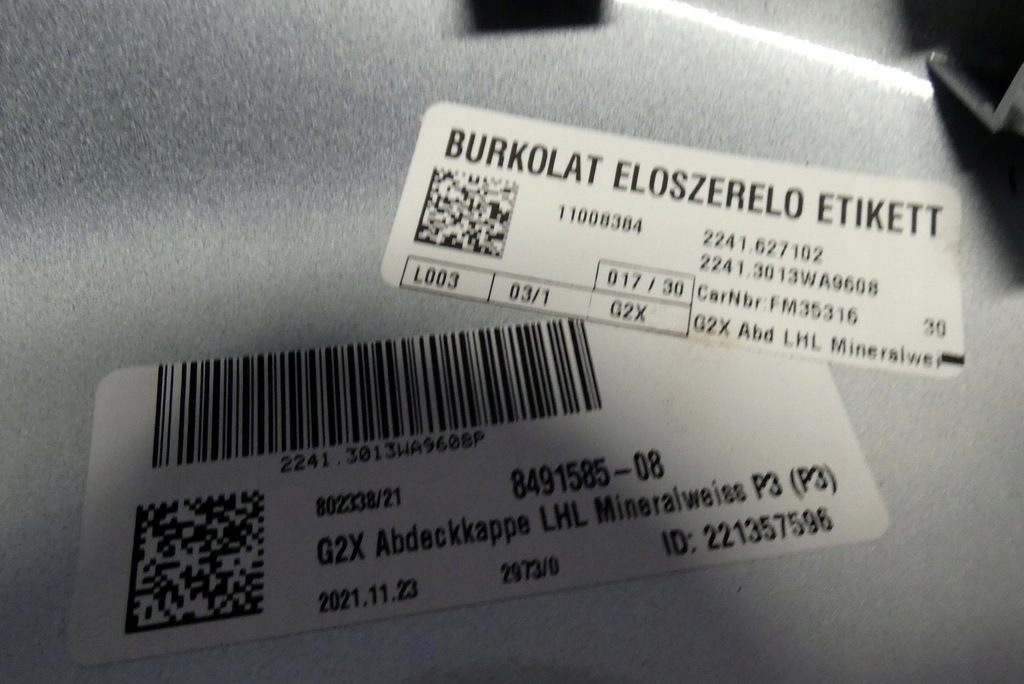 BURKOLAT ELOSZERELO ETIKETT
11008384
2241.627102
2241.3013WA9608
L003
03/1
017 / 30
G2X
CarNbr:FM35316
30
G2X Abd LHL Mineralwei
2241.3013WA9608P
802338/21
8491585-08
G2X Abdeckkappe LHL Mineralweiss P3 (P3)
2021.11.23
2973/0
ID: 221357596